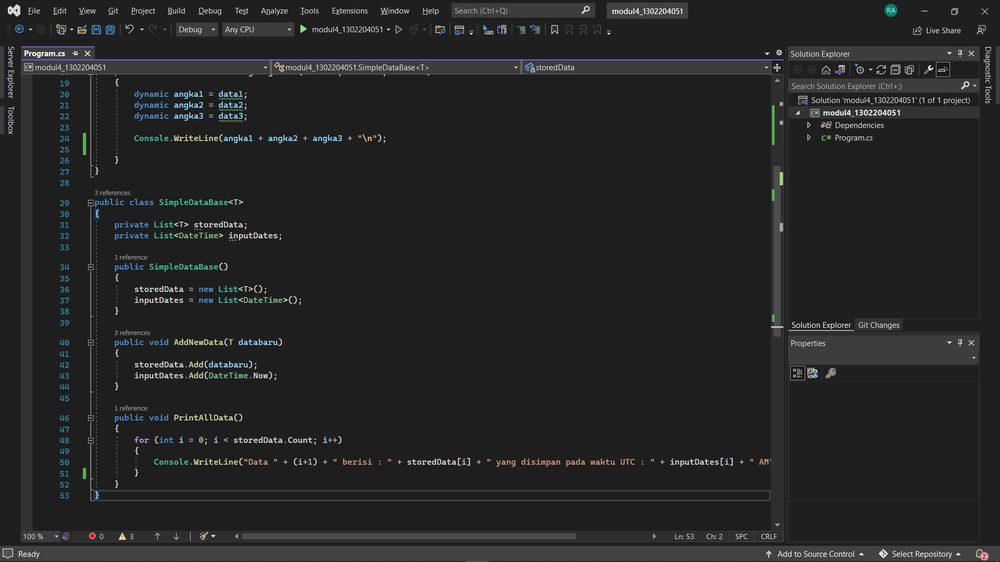 File Edit View Git Project Build Debug Test Analyze Tools Extensions Window Help Search (Ctrl+Q) modul4_1302204051 RA
Debug Any CPU modul4_1302204051 Live Share
Program.cs
modul4_1302204051 modul4_1302204051.SimpleDataBase<T> storedData
19 {
20 dynamic angka1 = data1;
21 dynamic angka2 = data2;
22 dynamic angka3 = data3;
23
24 Console.WriteLine(angka1 + angka2 + angka3 + "\n");
25
26 }
27 }
28
3 references
29 public class SimpleDataBase<T>
30 {
31 private List<T> storedData;
32 private List<DateTime> inputDates;
33
1 reference
34 public SimpleDataBase()
35 {
36 storedData = new List<T>();
37 inputDates = new List<DateTime>();
38 }
39
3 references
40 public void AddNewData(T databaru)
41 {
42 storedData.Add(databaru);
43 inputDates.Add(DateTime.Now);
44 }
45
1 reference
46 public void PrintAllData()
47 {
48 for (int i = 0; i < storedData.Count; i++)
49 {
50 Console.WriteLine("Data " + (i+1) + " berisi : " + storedData[i] + " yang disimpan pada waktu UTC : " + inputDates[i] + " AM"
51 }
52 }
53 }
100 % 0 3 Ln: 53 Ch: 2 SPC CRLF
Server Explorer
Toolbox
Solution Explorer
Search Solution Explorer (Ctrl+;)
Solution 'modul4_1302204051' (1 of 1 project)
C# modul4_1302204051
Dependencies
C# Program.cs
Solution Explorer Git Changes
Properties
Diagnostic Tools
Ready Add to Source Control Select Repository 2